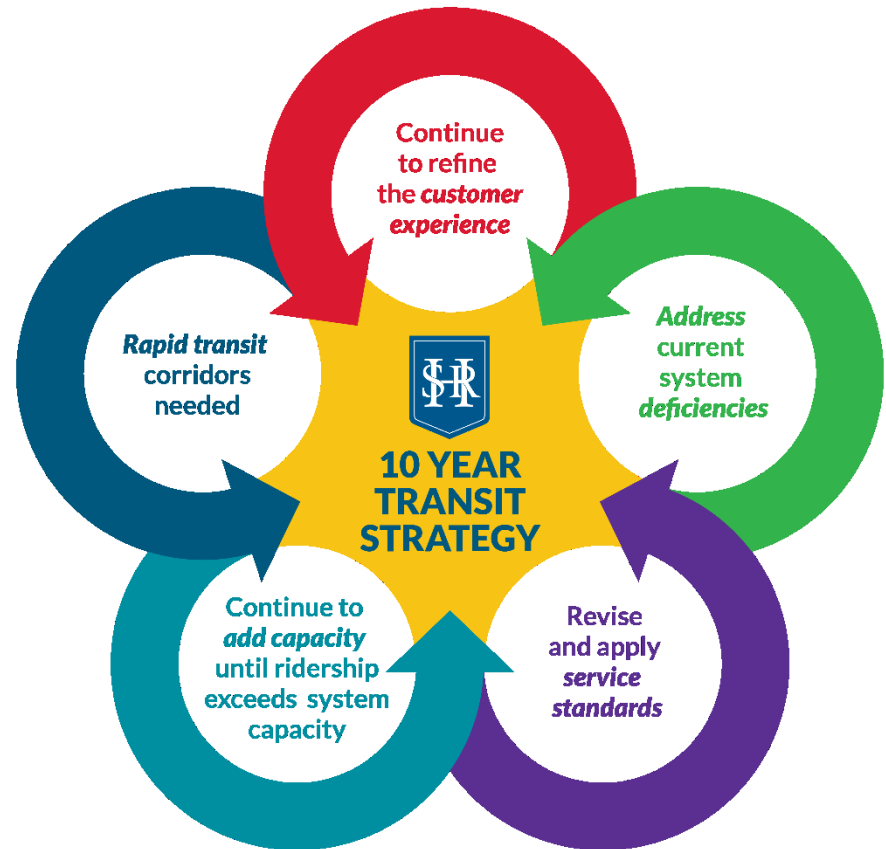 Continue
to refine
the customer
experience
Address
current
system
deficiencies
Revise
and apply
service
standards
Continue to
add capacity
until ridership
exceeds system
capacity
Rapid transit
corridors
needed
HSR
10 YEAR
TRANSIT
STRATEGY